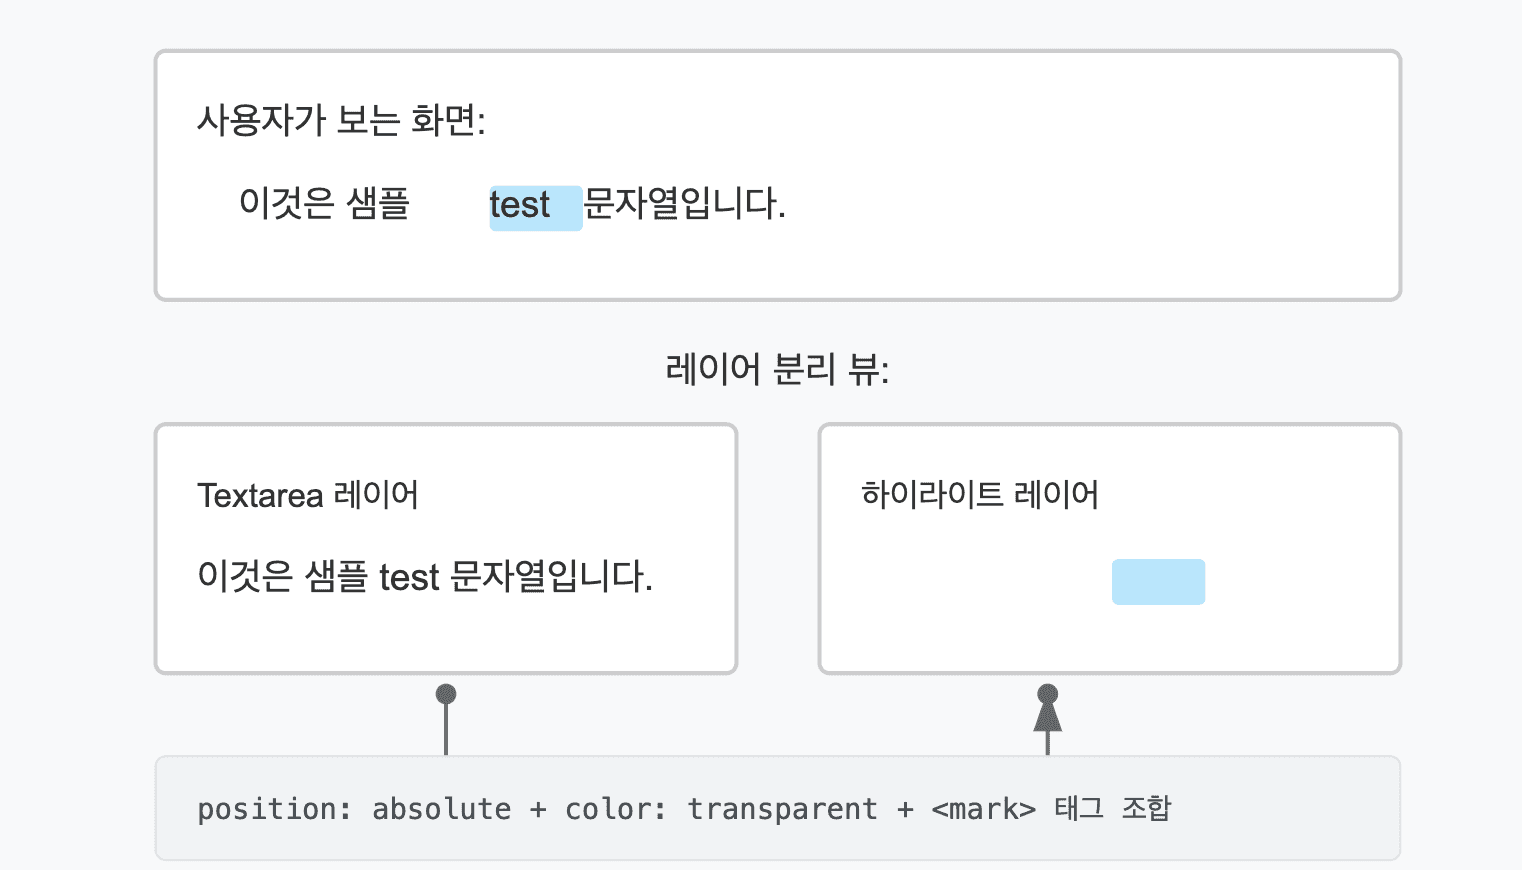 사용자가 보는 화면:
이것은 샘플 test 문자열입니다.
레이어 분리 뷰:
Textarea 레이어
이것은 샘플 test 문자열입니다.
하이라이트 레이어
position: absolute + color: transparent + <mark> 태그 조합